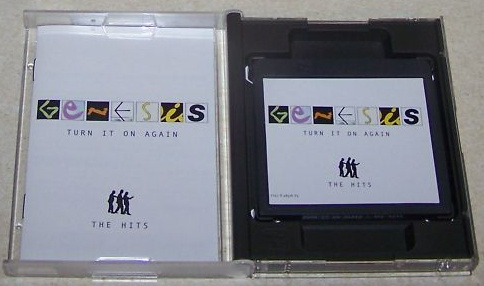 GENESIS
TURN IT ON AGAIN
THE HITS
GENESIS
TURN IT ON AGAIN
THE HITS